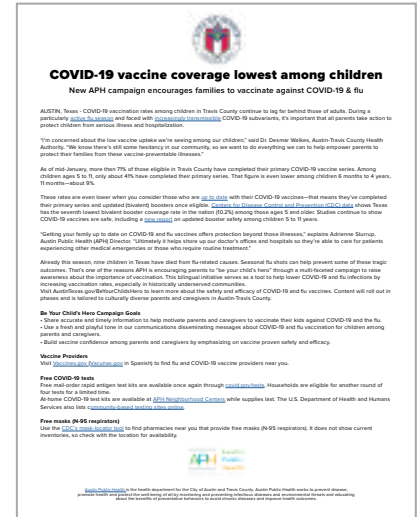 COVID-19 vaccine coverage lowest among children
New APH campaign encourages families to vaccinate against COVID-19 & flu
AUSTIN, Texas - COVID-19 vaccination rates among children in Travis County continue to lag far behind those of adults. During a
particularly active flu season and faced with increasingly transmissible COVID-19 subvariants, it's important that all parents take action to
protect children from serious illness and hospitalization.
"I'm concerned about the low vaccine uptake we're seeing among our children," said Dr. Desmar Walkes, Austin-Travis County Health
Authority. "We know there's still some hesitancy in our community, so we want to do everything we can to help empower parents to
protect their families from these vaccine-preventable illnesses."
As of mid-January, more than 71% of those eligible in Travis County have completed their primary COVID-19 vaccine series. Among
children ages 5 to 11, only about 41% have completed their primary series. That figure is even lower among children 6 months to 4 years,
11 months—about 9%.
These rates are even lower when you consider those who are up to date with their COVID-19 vaccines—that means they've completed
their primary series and updated (bivalent) boosters once eligible. Centers for Disease Control and Prevention (CDC) data shows Texas
has the seventh lowest bivalent booster coverage rate in the nation (10.2%) among those ages 5 and older. Studies continue to show
COVID-19 vaccines are safe, including a new report on updated booster safety among children 5 to 11 years.
"Getting your family up to date on COVID-19 and flu vaccines offers protection beyond those illnesses," explains Adrienne Sturrup,
Austin Public Health (APH) Director. "Ultimately it helps shore up our doctor's offices and hospitals so they're able to care for patients
experiencing other medical emergencies or those who require routine treatment."
Already this season, nine children in Texas have died from flu-related causes. Seasonal flu shots can help prevent some of these tragic
outcomes. That's one of the reasons APH is encouraging parents to "be your child's hero" through a multi-faceted campaign to raise
awareness about the importance of vaccination. This bilingual initiative serves as a tool to help lower COVID-19 and flu infections by
increasing vaccination rates, especially in historically underserved communities.
Visit AustinTexas.gov/BeYourChildsHero to learn more about the safety and efficacy of COVID-19 and flu vaccines. Content will roll out in
phases and is tailored to culturally diverse parents and caregivers in Austin-Travis County.
Be Your Child's Hero Campaign Goals
• Share accurate and timely information to help motivate parents and caregivers to vaccinate their kids against COVID-19 and the flu.
• Use a fresh and playful tone in our communications disseminating messages about COVID-19 and flu vaccination for children among
parents and caregivers.
• Build vaccine confidence among parents and caregivers by emphasizing on vaccine proven safety and efficacy.
Vaccine Providers
Visit Vaccines.gov (Vacunas.gov in Spanish) to find flu and COVID-19 vaccine providers near you.
Free COVID-19 tests
Free mail-order rapid antigen test kits are available once again through covid.gov/tests. Households are eligible for another round of
four tests for a limited time.
At-home COVID-19 test kits are available at APH Neighborhood Centers while supplies last. The U.S. Department of Health and Humans
Services also lists community-based testing sites online.
Free masks (N-95 respirators)
Use the CDC's mask-locator tool to find pharmacies near you that provide free masks (N-95 respirators). It does not show current
inventories, so check with the location for availability.
APH
Austin Public Health is the health department for the City of Austin and Travis County. Austin Public Health works to prevent disease,
promote health and protect the wellbeing of all by monitoring and preventing infectious diseases and environmental threats and educating
about the benefits of preventative behaviors to avoid chronic diseases and improve health outcomes.